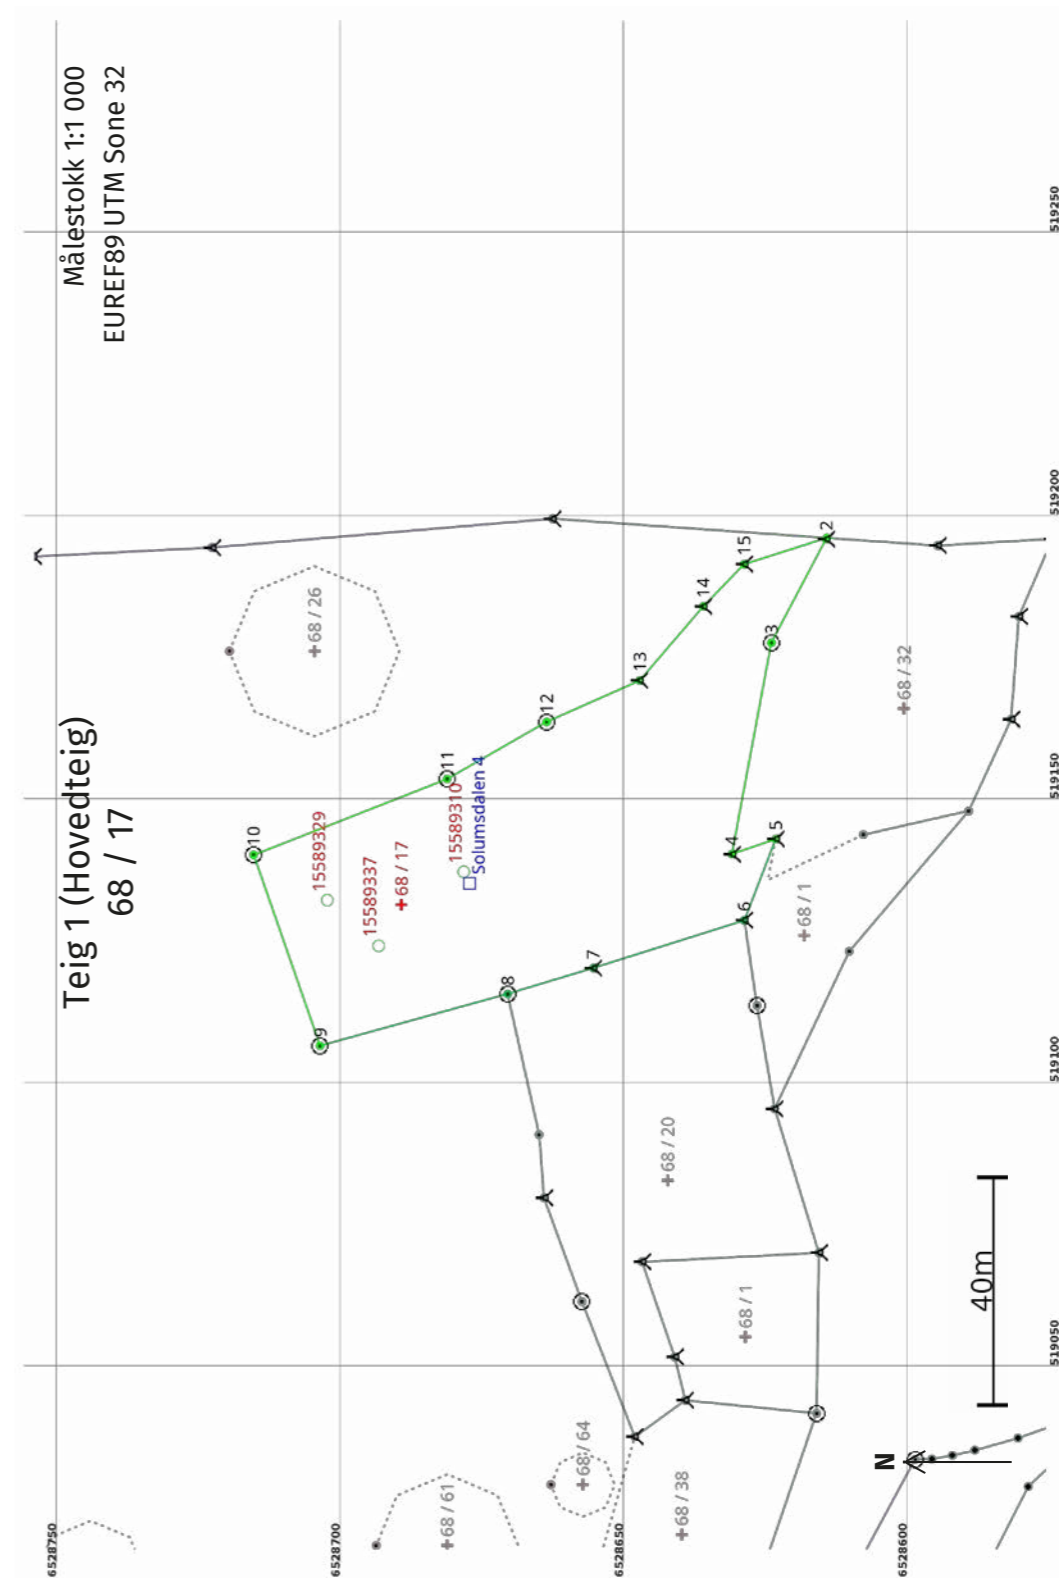 Teig 1 (Hovedteig)
68 / 17
Målestokk 1:1 000
EUREF89 UTM Sone 32
10
15589329
15589337
+68 / 17
15589310
Solumsdalen 4
11
12
13
14
15
2
3
4
5
6
7
8
9
+68 / 26
+68 / 32
+68 / 1
+68 / 20
+68 / 1
+68 / 64
+68 / 61
+68 / 38
N
40m
6528750
6528700
6528650
6528600
519050
519100
519150
519200
519250